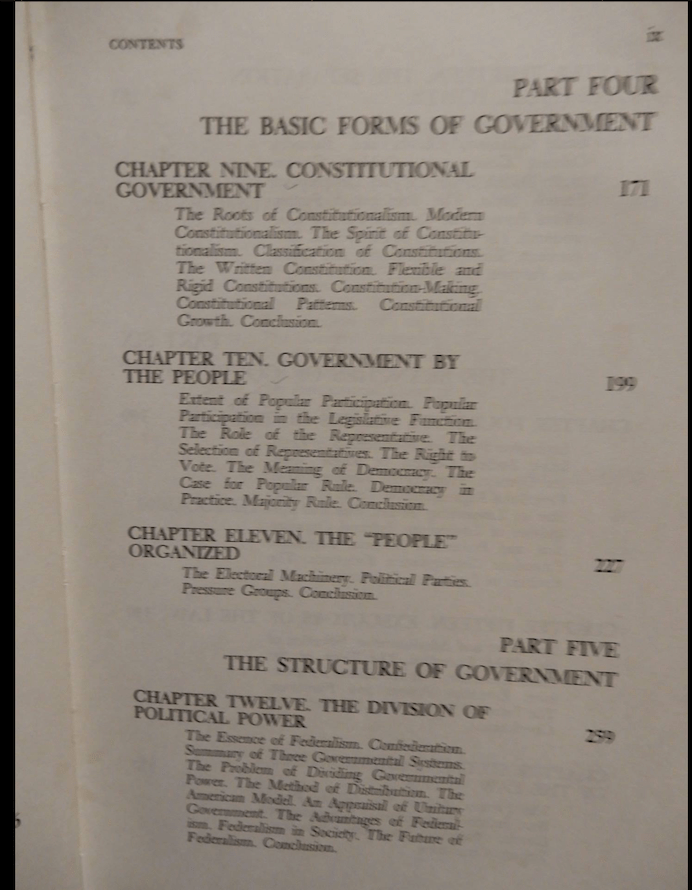 CONTENTS
ix
PART FOUR
THE BASIC FORMS OF GOVERNMENT
CHAPTER NINE. CONSTITUTIONAL
GOVERNMENT 171
The Roots of Constitutionalism. Modern
Constitutionalism. The Spirit of Constitu-
tionalism. Classification of Constitutions.
The Written Constitution. Flexible and
Rigid Constitutions. Constitution-Making.
Constitutional Patterns. Constitutional
Growth. Conclusion.
CHAPTER TEN. GOVERNMENT BY
THE PEOPLE 199
Extent of Popular Participation. Popular
Participation in the Legislative Function.
The Role of the Representative. The
Selection of Representatives. The Right to
Vote. The Meaning of Democracy. The
Case for Popular Rule. Democracy in
Practice. Majority Rule. Conclusion.
CHAPTER ELEVEN. THE "PEOPLE"
ORGANIZED 227
The Electoral Machinery. Political Parties.
Pressure Groups. Conclusion.
PART FIVE
THE STRUCTURE OF GOVERNMENT
CHAPTER TWELVE. THE DIVISION OF
POLITICAL POWER 259
The Essence of Federalism. Confederation.
Summary of Three Governmental Systems.
The Problem of Dividing Governmental
Power. The Method of Distribution. The
American Model. An Appraisal of Unitary
Government. The Advantages of Federal-
ism. Federalism in Society. The Future of
Federalism. Conclusion.